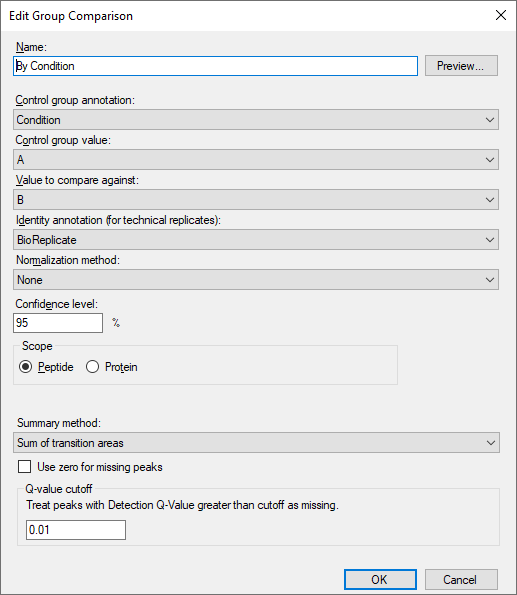 Edit Group Comparison
Name:
By Condition
Preview...
Control group annotation:
Condition
Control group value:
A
Value to compare against:
B
Identity annotation (for technical replicates):
BioReplicate
Normalization method:
None
Confidence level:
95 %
Scope
Peptide Protein
Summary method:
Sum of transition areas
Use zero for missing peaks
Q-value cutoff
Treat peaks with Detection Q-Value greater than cutoff as missing.
0.01
OK Cancel